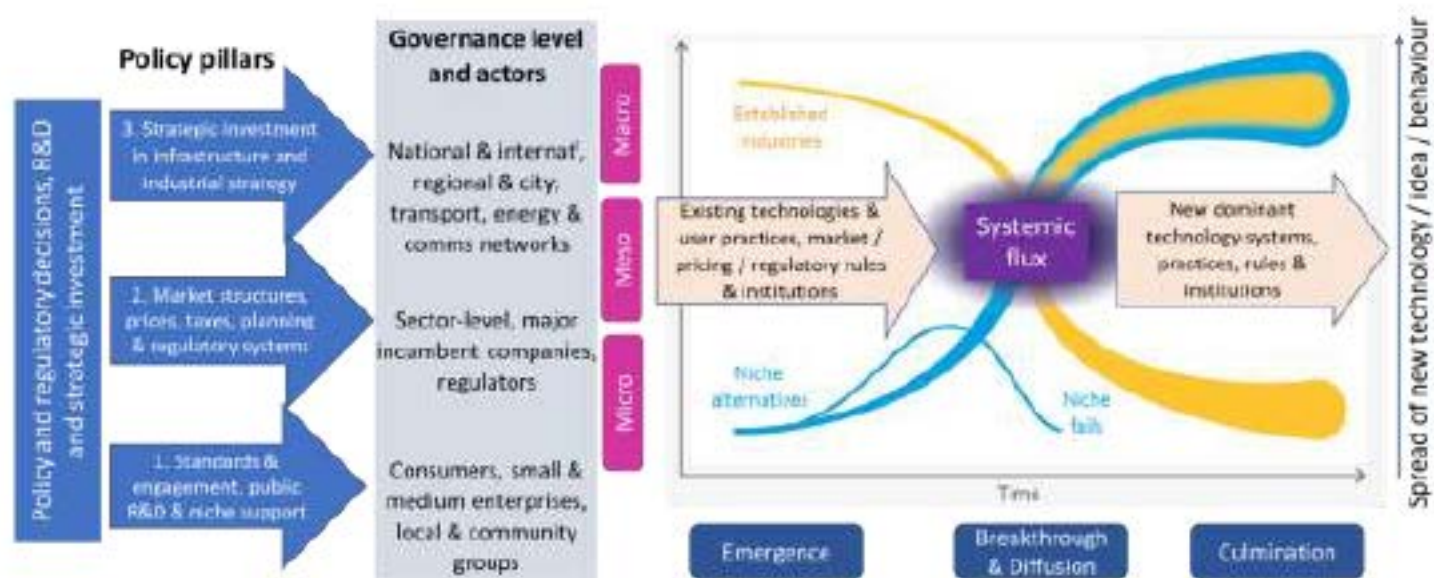 Policy and regulatory decisions, R&D
and strategic investment
Policy pillars
3. Strategic investment
in infrastructure and
industrial strategy
2. Market structures,
prices, taxes, planning
& regulatory systems
1. Standards &
engagement, public
R&D & niche support
Governance level
and actors
National & internat',
regional & city,
transport, energy &
comms networks
Sector-level, major
incumbent companies,
regulators
Consumers, small &
medium enterprises,
local & community
groups
Macro
Meso
Micro
Established
industries
Existing technologies &
user practices, market /
pricing / regulatory rules
& institutions
Systemic
flux
New dominant
technology-systems,
practices, rules &
institutions
Niche
alternatives
Niche
fails
Time
Emergence
Breakthrough
& Diffusion
Culmination
Spread of new technology / idea / behaviour